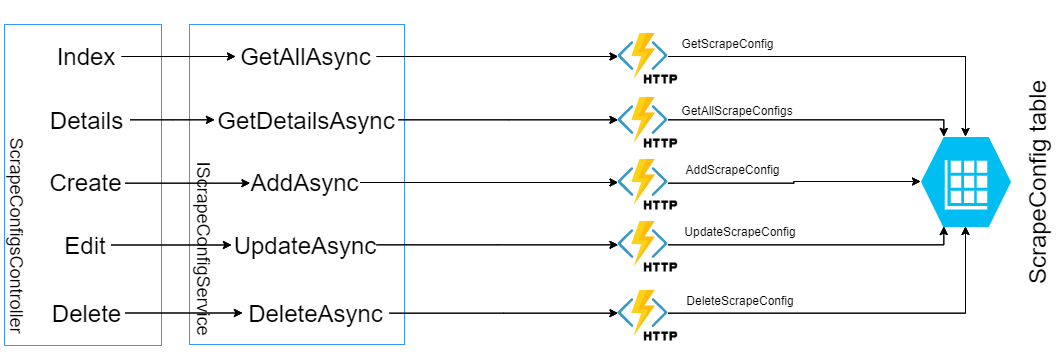 ScrapeConfigsController
Index
Details
Create
Edit
Delete
IScrapeConfigService
GetAllAsync
GetDetailsAsync
AddAsync
UpdateAsync
DeleteAsync
GetScrapeConfig
HTTP
GetAllScrapeConfigs
HTTP
AddScrapeConfig
HTTP
UpdateScrapeConfig
HTTP
DeleteScrapeConfig
HTTP
ScrapeConfig table